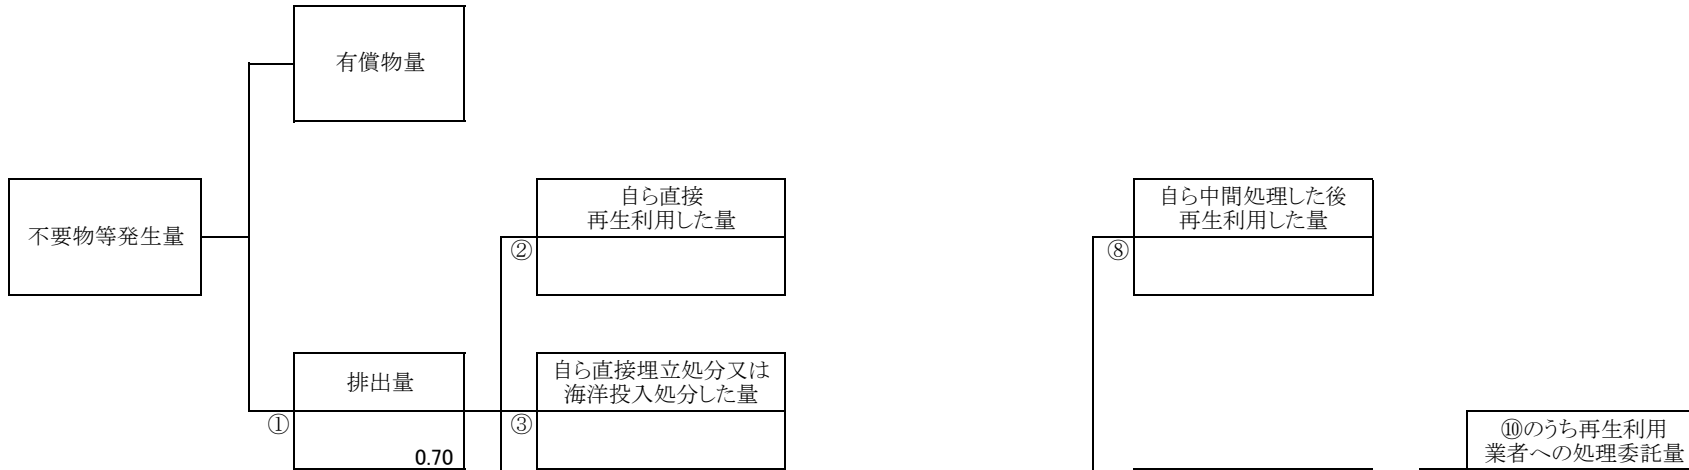 有償物量
不要物等発生量
自ら直接
再生利用した量
②
自ら中間処理した後
再生利用した量
⑧
排出量
①
0.70
自ら直接埋立処分又は
海洋投入処分した量
③
⑩のうち再生利用
業者への処理委託量